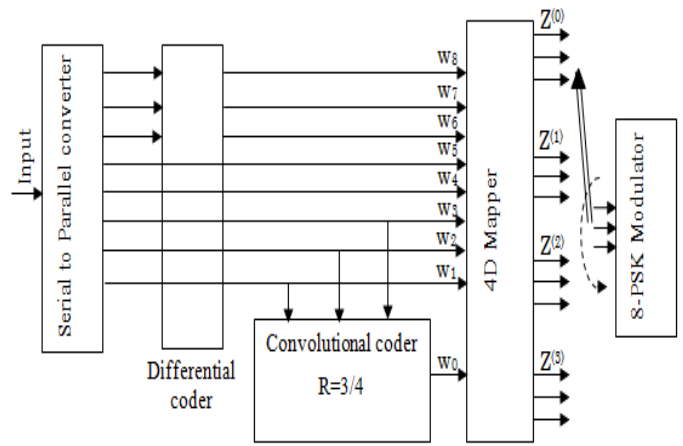 Input
Serial to Parallel converter
Differential
coder
W8
W7
W6
W5
W4
W3
W2
W1
Convolutional coder
R=3/4
W0
4D Mapper
Z(0)
Z(1)
Z(2)
Z(3)
8-PSK Modulator